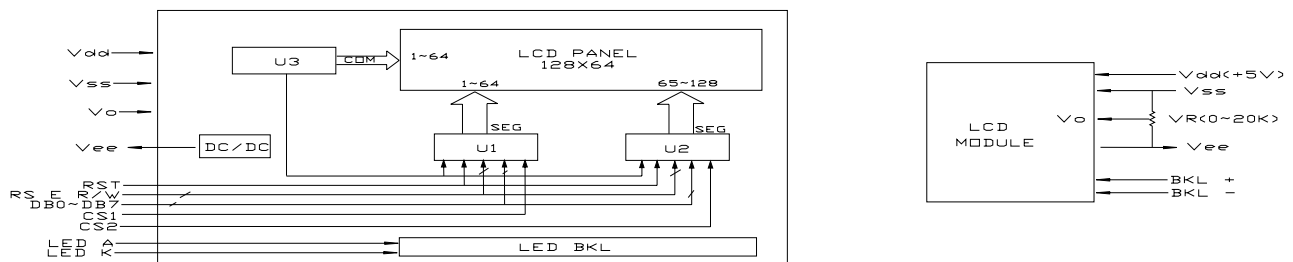 Vdd
Vss
Vo
Vee
DC/DC
U3
COM
1~64
LCD PANEL
128X64
1~64
65~128
SEG
SEG
U1
U2
RST
RS E R/W
DB0~DB7
CS1
CS2
LED A
LED K
LED BKL
LCD
MODULE
Vo
Vdd(+5V)
Vss
VR(0~20K)
Vee
BKL +
BKL -